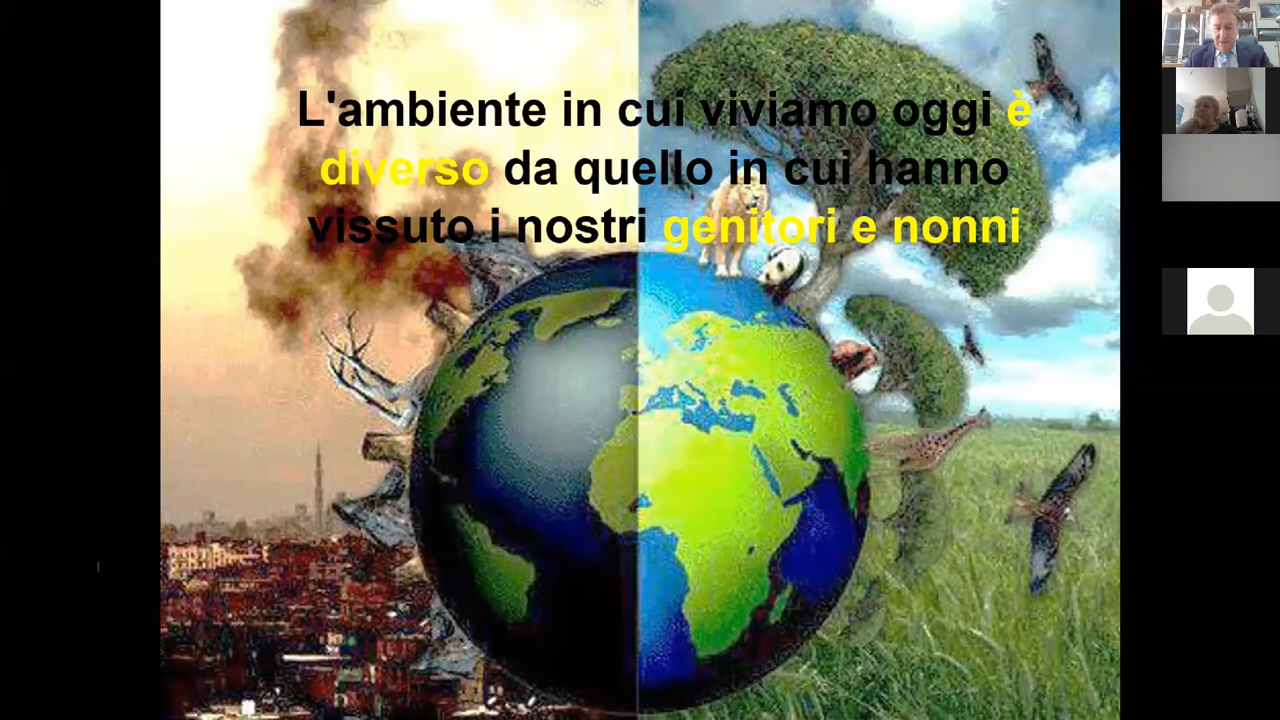 L'ambiente in cui viviamo oggi è
diverso da quello in cui hanno
vissuto i nostri genitori e nonni